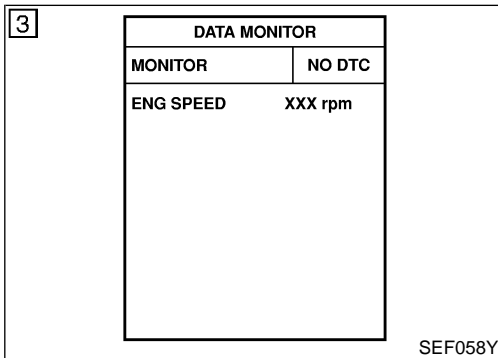 3
DATA MONITOR
MONITOR NO DTC
ENG SPEED XXX rpm
SEF058Y